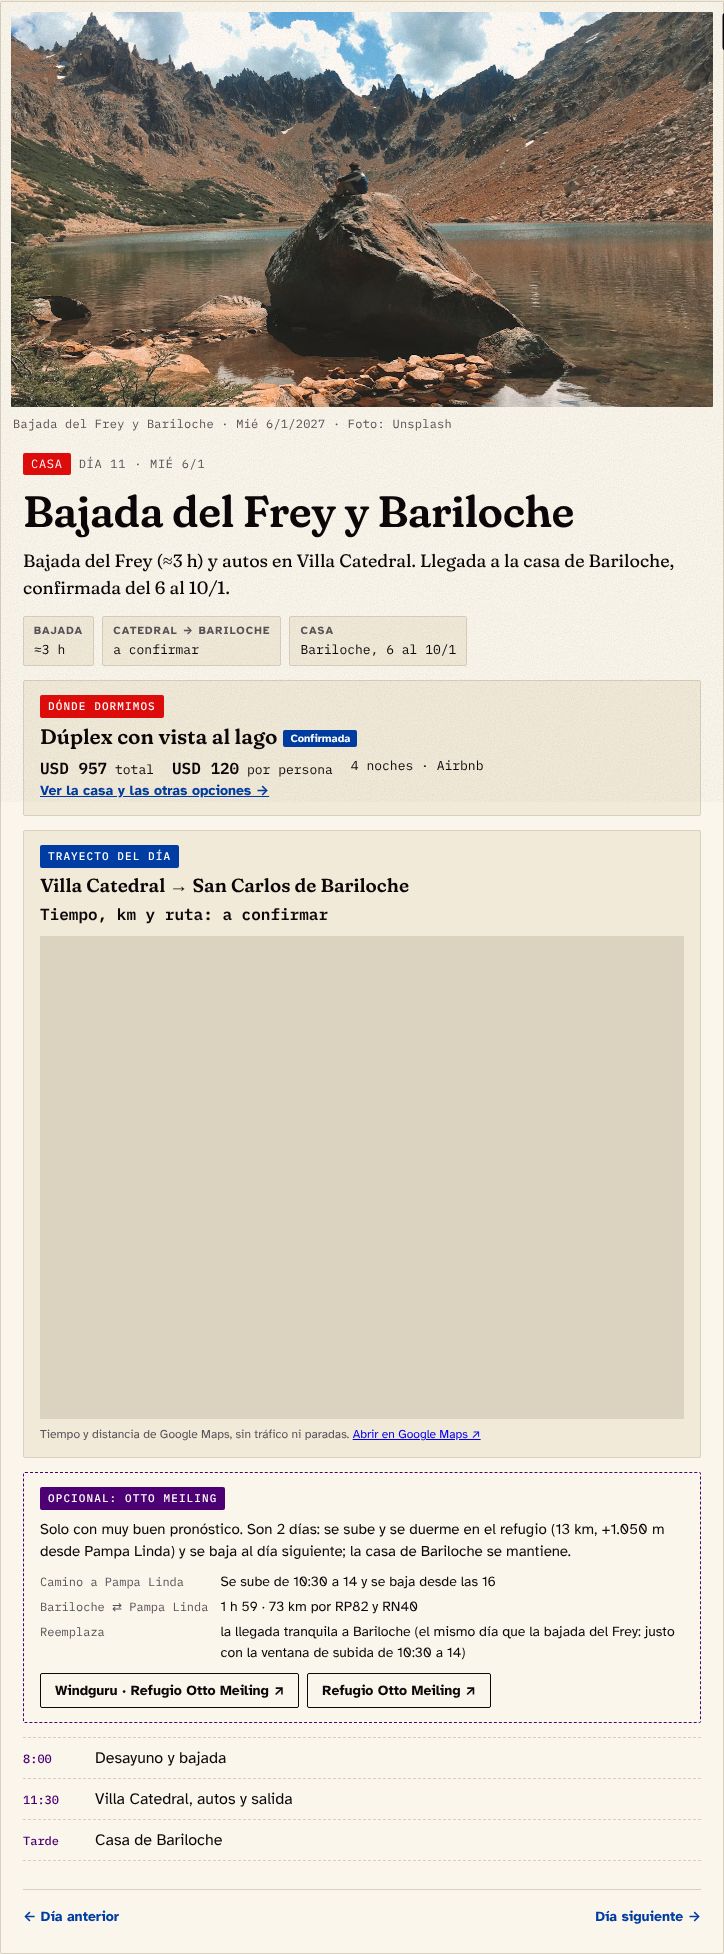 Bajada del Frey y Bariloche · Mié 6/1/2027 · Foto: Unsplash
CASA DÍA 11 · MIÉ 6/1
Bajada del Frey y Bariloche
Bajada del Frey (≈3 h) y autos en Villa Catedral. Llegada a la casa de Bariloche,
confirmada del 6 al 10/1.
BAJADA
≈3 h
CATEDRAL → BARILOCHE
a confirmar
CASA
Bariloche, 6 al 10/1
DÓNDE DORMIMOS
Dúplex con vista al lago Confirmada
USD 957 total USD 120 por persona 4 noches · Airbnb
Ver la casa y las otras opciones →
TRAYECTO DEL DÍA
Villa Catedral → San Carlos de Bariloche
Tiempo, km y ruta: a confirmar
Tiempo y distancia de Google Maps, sin tráfico ni paradas. Abrir en Google Maps ↗
OPCIONAL: OTTO MEILING
Solo con muy buen pronóstico. Son 2 días: se sube y se duerme en el refugio (13 km, +1.050 m
desde Pampa Linda) y se baja al día siguiente; la casa de Bariloche se mantiene.
Camino a Pampa Linda Se sube de 10:30 a 14 y se baja desde las 16
Bariloche ⇄ Pampa Linda 1 h 59 · 73 km por RP82 y RN40
Reemplaza la llegada tranquila a Bariloche (el mismo día que la bajada del Frey: justo
con la ventana de subida de 10:30 a 14)
Windguru · Refugio Otto Meiling ↗ Refugio Otto Meiling ↗
8:00 Desayuno y bajada
11:30 Villa Catedral, autos y salida
Tarde Casa de Bariloche
← Día anterior Día siguiente →